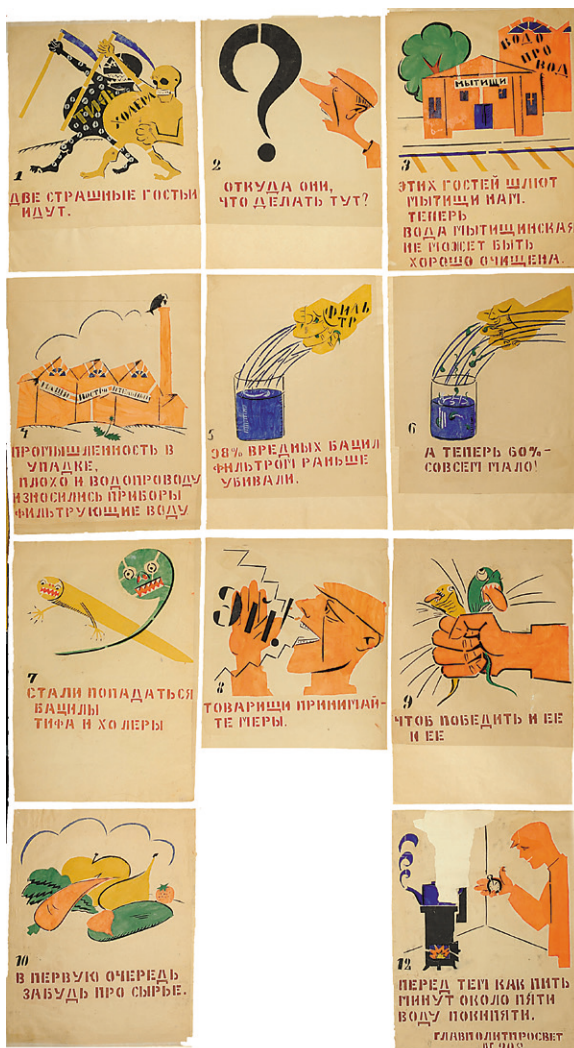 ТИФ
ХОЛЕРА
1
ДВЕ СТРАШНЫЕ ГОСТЬИ
ИДУТ.
2
ОТКУДА ОНИ,
ЧТО ДЕЛАТЬ ТУТ?
ВОДО
ПРО
ВОД
МЫТИЩИ
3
ЭТИХ ГОСТЕЙ ШЛЮТ
МЫТИЩИ НАМ.
ТЕПЕРЬ
ВОДА МЫТИЩИНСКАЯ
НЕ МОЖЕТ БЫТЬ
ХОРОШО ОЧИЩЕНА.
4
ПРОМЫШЛЕННОСТЬ В
УПАДКЕ,
ПЛОХО И ВОДОПРОВОДУ
ИЗНОСИЛИСЬ ПРИБОРЫ
ФИЛЬТРУЮЩИЕ ВОДУ
ФИЛЬ
ТР
5
98% ВРЕДНЫХ БАЦИЛ
ФИЛЬТРОМ РАНЬШЕ
УБИВАЛИ.
6
А ТЕПЕРЬ 60%-
СОВСЕМ МАЛО!
7
СТАЛИ ПОПАДАТЬСЯ
БАЦИЛЫ
ТИФА И ХОЛЕРЫ
ЭЙ!
8
ТОВАРИЩИ ПРИНИМАЙ-
ТЕ МЕРЫ.
9
ЧТОБ ПОБЕДИТЬ И ЕЕ
И ЕЕ
10
В ПЕРВУЮ ОЧЕРЕДЬ
ЗАБУДЬ ПРО СЫРЬЕ.
12
ПЕРЕД ТЕМ КАК ПИТЬ
МИНУТ ОКОЛО ПЯТИ
ВОДУ ПОКИПЯТИ.
ГЛАВПОЛИТПРОСВЕТ